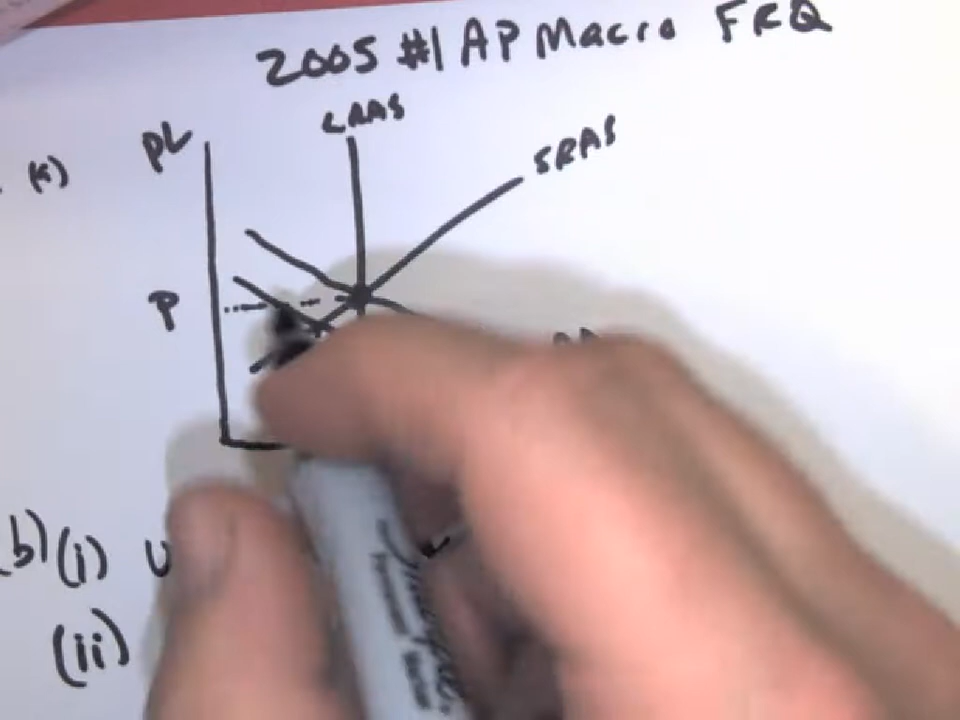 2005 #1 AP Macro FRQ
LRAS
PL
SRAS
(a)
P
(b) (i) U
(ii)